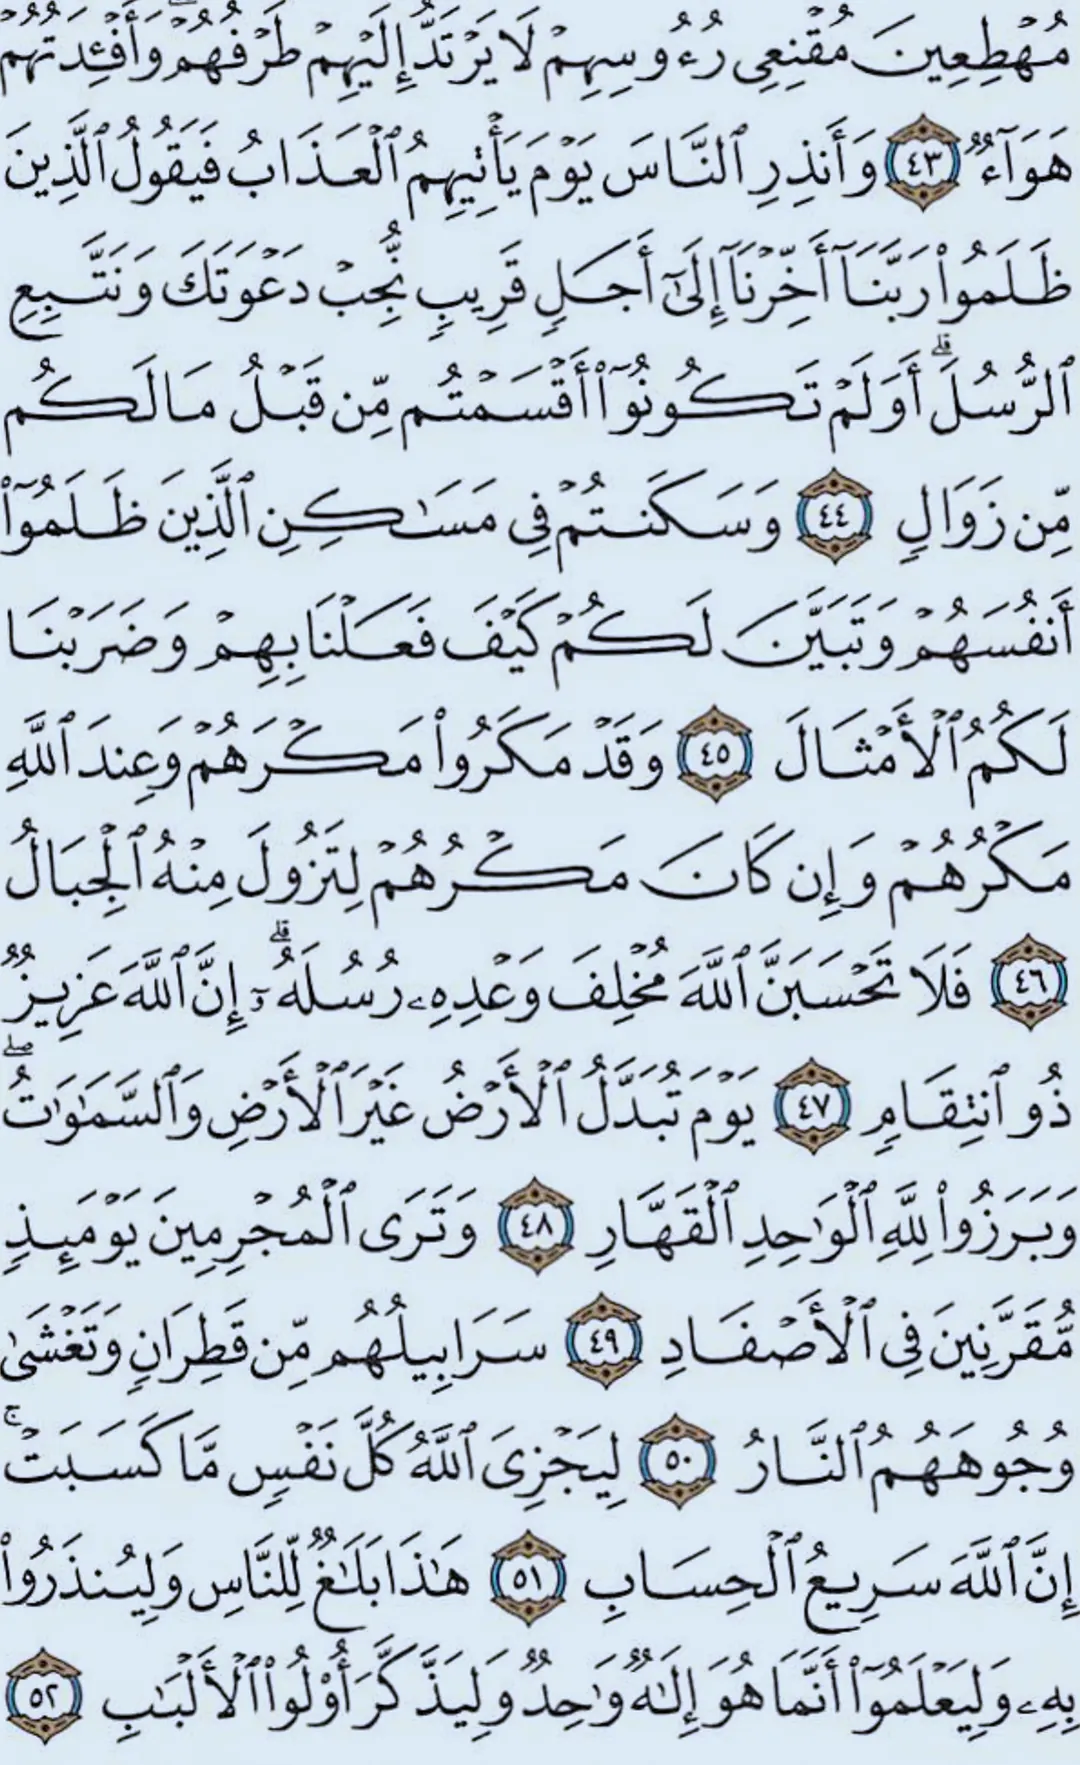 مُهۡطِعِينَ مُقۡنِعِي رُءُوسِهِمۡ لَا يَرۡتَدُّ إِلَيۡهِمۡ طَرۡفُهُمۡۖ وَأَفۡـِٔدَتُهُمۡ
هَوَآءٞ ٤٣ وَأَنذِرِ ٱلنَّاسَ يَوۡمَ يَأۡتِيهِمُ ٱلۡعَذَابُ فَيَقُولُ ٱلَّذِينَ
ظَلَمُواْ رَبَّنَآ أَخِّرۡنَآ إِلَىٰٓ أَجَلٖ قَرِيبٖ نُّجِبۡ دَعۡوَتَكَ وَنَتَّبِعِ
ٱلرُّسُلَۗ أَوَلَمۡ تَكُونُوٓاْ أَقۡسَمۡتُم مِّن قَبۡلُ مَا لَكُم
مِّن زَوَالٖ ٤٤ وَسَكَنتُمۡ فِي مَسَٰكِنِ ٱلَّذِينَ ظَلَمُوٓاْ
أَنفُسَهُمۡ وَتَبَيَّنَ لَكُمۡ كَيۡفَ فَعَلۡنَا بِهِمۡ وَضَرَبۡنَا
لَكُمُ ٱلۡأَمۡثَالَ ٤٥ وَقَدۡ مَكَرُواْ مَكۡرَهُمۡ وَعِندَ ٱللَّهِ
مَكۡرُهُمۡ وَإِن كَانَ مَكۡرُهُمۡ لِتَزُولَ مِنۡهُ ٱلۡجِبَالُ
٤٦ فَلَا تَحۡسَبَنَّ ٱللَّهَ مُخۡلِفَ وَعۡدِهِۦ رُسُلَهُۥٓۗ إِنَّ ٱللَّهَ عَزِيزٞ
ذُو ٱنتِقَامٖ ٤٧ يَوۡمَ تُبَدَّلُ ٱلۡأَرۡضُ غَيۡرَ ٱلۡأَرۡضِ وَٱلسَّمَٰوَٰتُۖ
وَبَرَزُواْ لِلَّهِ ٱلۡوَٰحِدِ ٱلۡقَهَّارِ ٤٨ وَتَرَى ٱلۡمُجۡرِمِينَ يَوۡمَئِذٖ
مُّقَرَّنِينَ فِي ٱلۡأَصۡفَادِ ٤٩ سَرَابِيلُهُم مِّن قَطِرَانٖ وَتَغۡشَىٰ
وُجُوهَهُمُ ٱلنَّارُ ٥٠ لِيَجۡزِيَ ٱللَّهُ كُلَّ نَفۡسٖ مَّا كَسَبَتۡۚ
إِنَّ ٱللَّهَ سَرِيعُ ٱلۡحِسَابِ ٥١ هَٰذَا بَلَٰغٞ لِّلنَّاسِ وَلِيُنذَرُواْ
بِهِۦ وَلِيَعۡلَمُوٓاْ أَنَّمَا هُوَ إِلَٰهٞ وَٰحِدٞ وَلِيَذَّكَّرَ أُوْلُواْ ٱلۡأَلۡبَٰبِ ٥٢